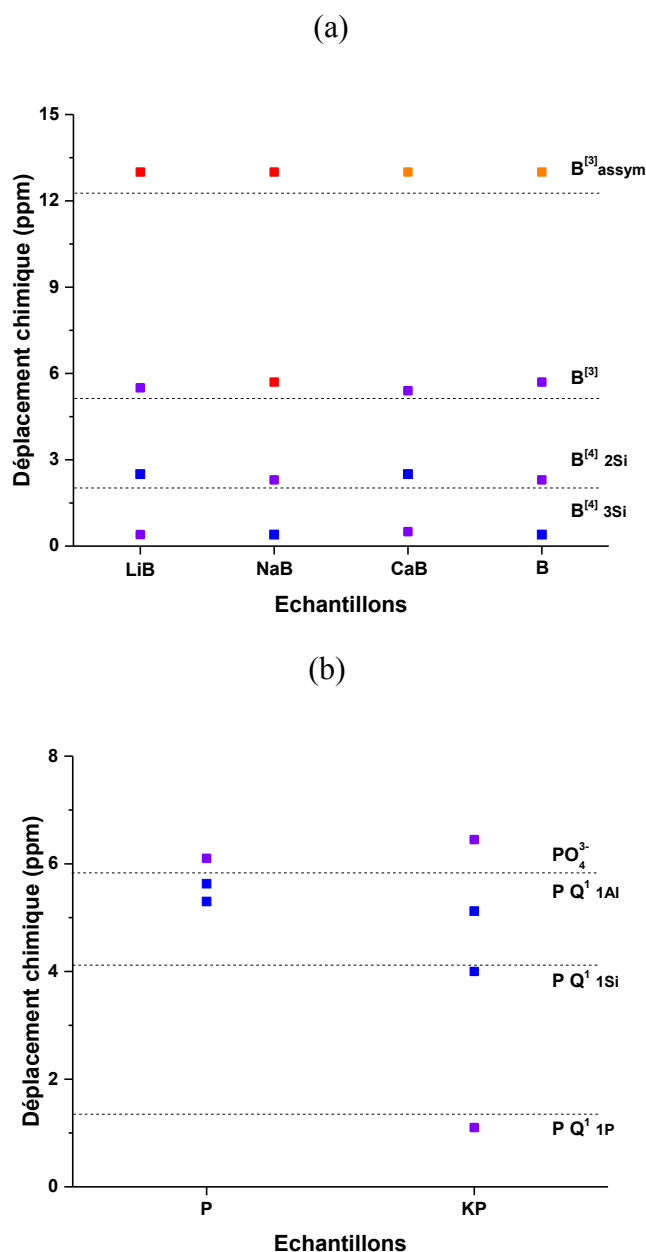 (a)
15
12
9
6
3
0
Déplacement chimique (ppm)
B[3]assym
B[3]
B[4] 2Si
B[4] 3Si
LiB NaB CaB B
Echantillons
(b)
8
6
4
2
0
Déplacement chimique (ppm)
PO₄³⁻
P Q¹ 1Al
P Q¹ 1Si
P Q¹ 1P
P KP
Echantillons